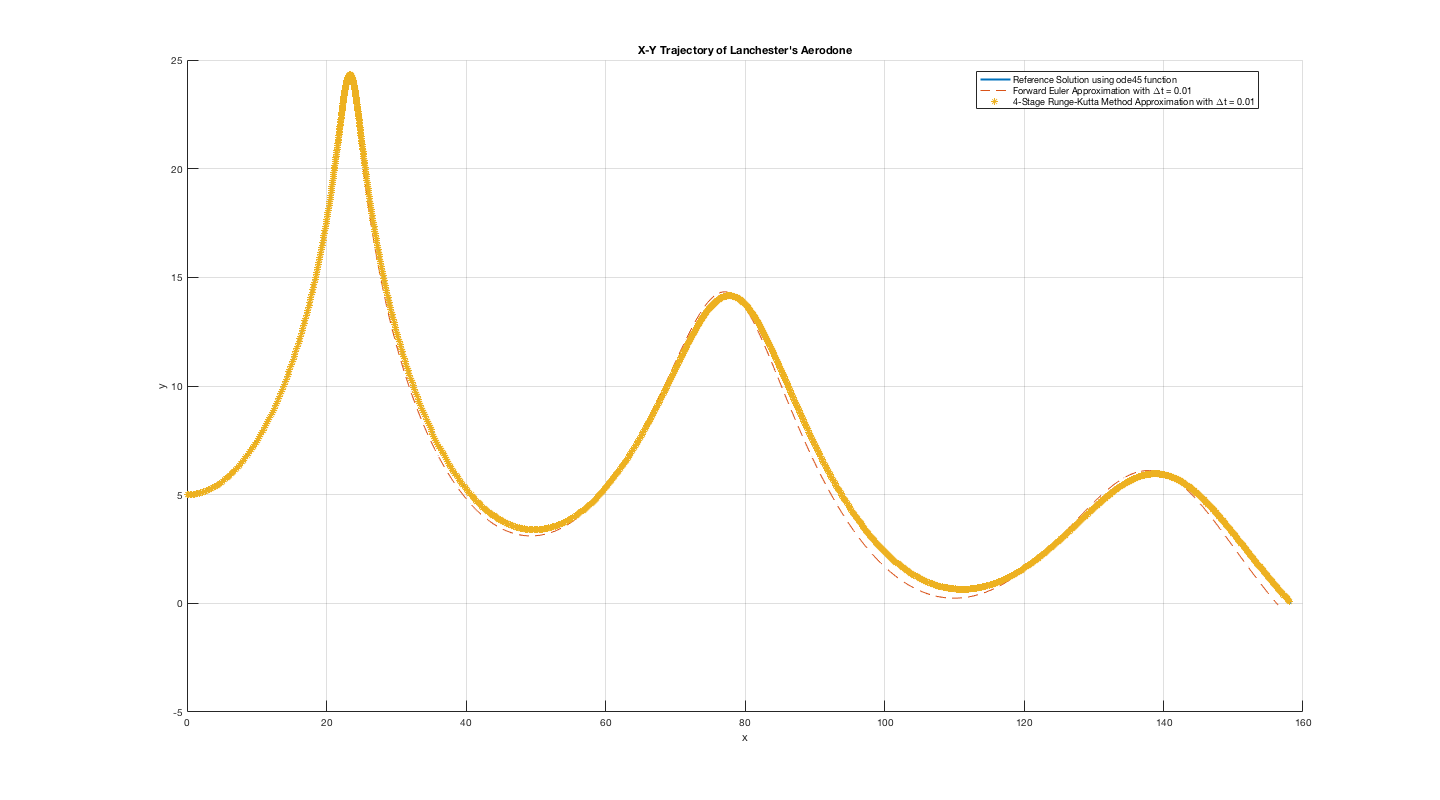 X-Y Trajectory of Lanchester's Aerodone
Reference Solution using ode45 function
Forward Euler Approximation with Δt = 0.01
4-Stage Runge-Kutta Method Approximation with Δt = 0.01
25
20
15
10
5
0
-5
y
0 20 40 60 80 100 120 140 160
x